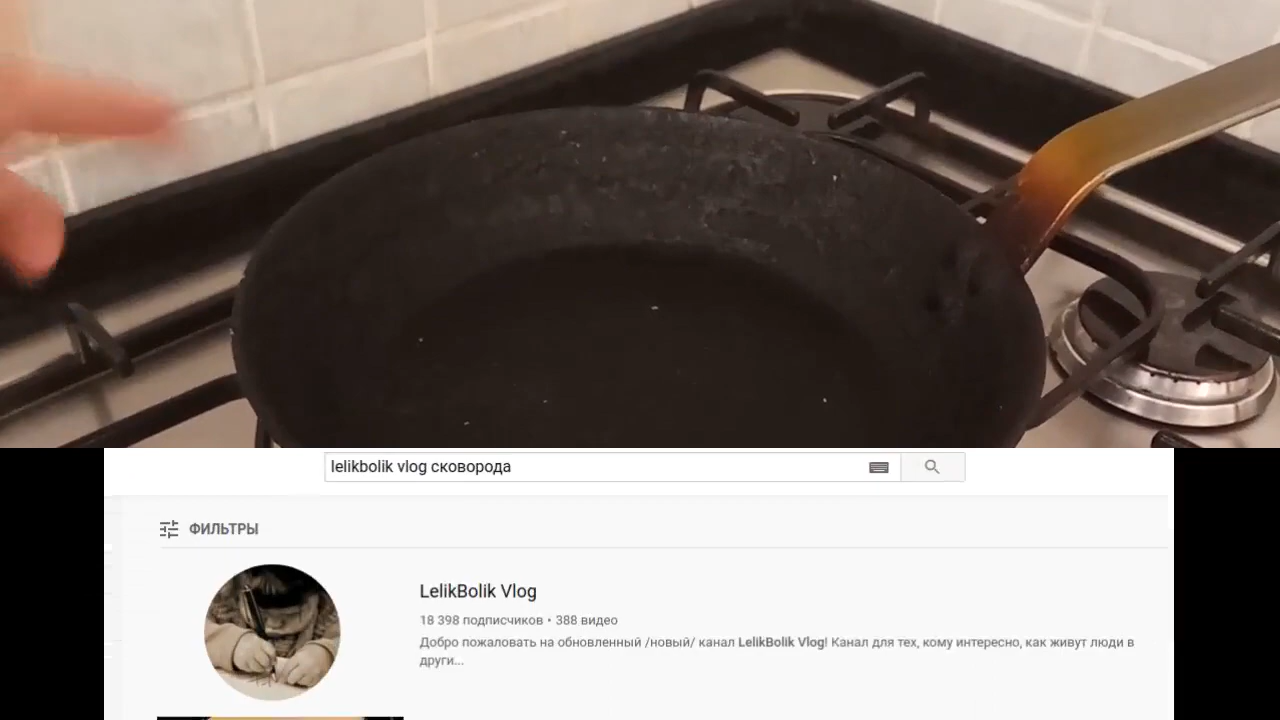 lelikbolik vlog сковорода
ФИЛЬТРЫ
LelikBolik Vlog
18 398 подписчиков • 388 видео
Добро пожаловать на обновленный /новый/ канал LelikBolik Vlog! Канал для тех, кому интересно, как живут люди в
други...